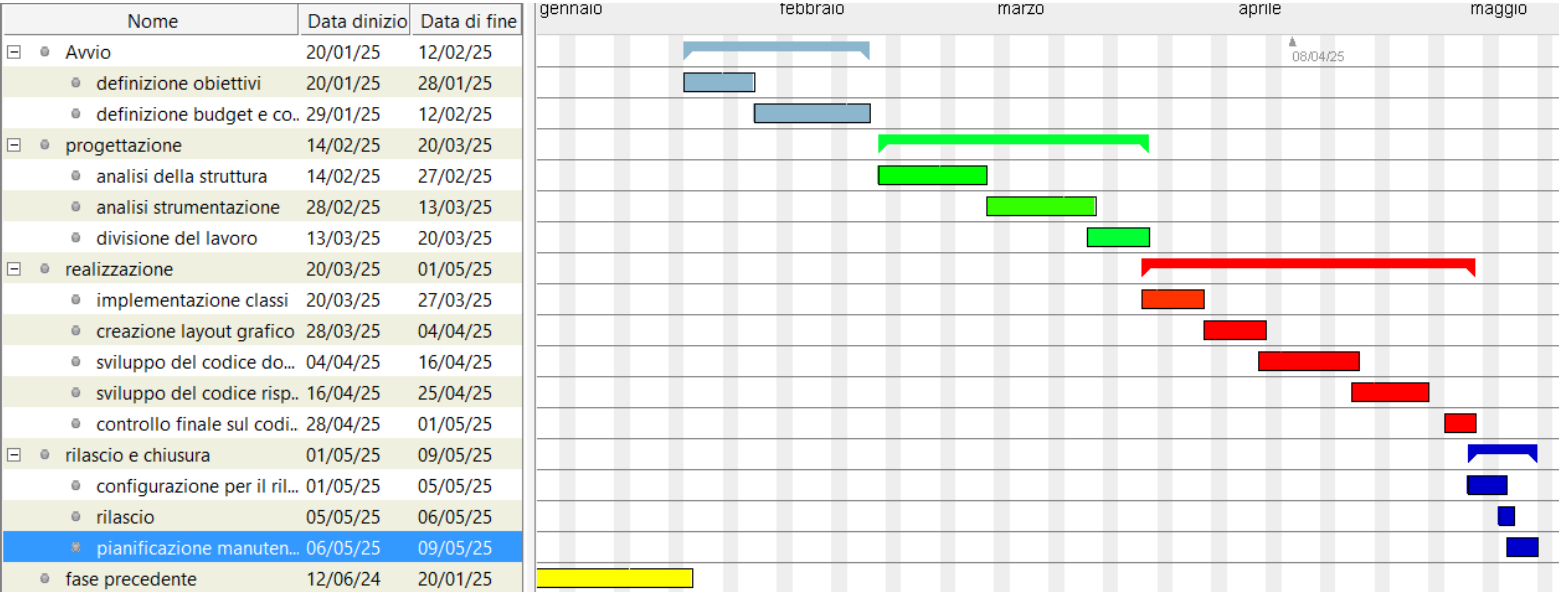 Nome Data dinizio Data di fine gennaio febbraio marzo aprile maggio
Avvio 20/01/25 12/02/25 08/04/25
definizione obiettivi 20/01/25 28/01/25
definizione budget e co.. 29/01/25 12/02/25
progettazione 14/02/25 20/03/25
analisi della struttura 14/02/25 27/02/25
analisi strumentazione 28/02/25 13/03/25
divisione del lavoro 13/03/25 20/03/25
realizzazione 20/03/25 01/05/25
implementazione classi 20/03/25 27/03/25
creazione layout grafico 28/03/25 04/04/25
sviluppo del codice do... 04/04/25 16/04/25
sviluppo del codice risp.. 16/04/25 25/04/25
controllo finale sul codi.. 28/04/25 01/05/25
rilascio e chiusura 01/05/25 09/05/25
configurazione per il ril... 01/05/25 05/05/25
rilascio 05/05/25 06/05/25
pianificazione manuten... 06/05/25 09/05/25
fase precedente 12/06/24 20/01/25